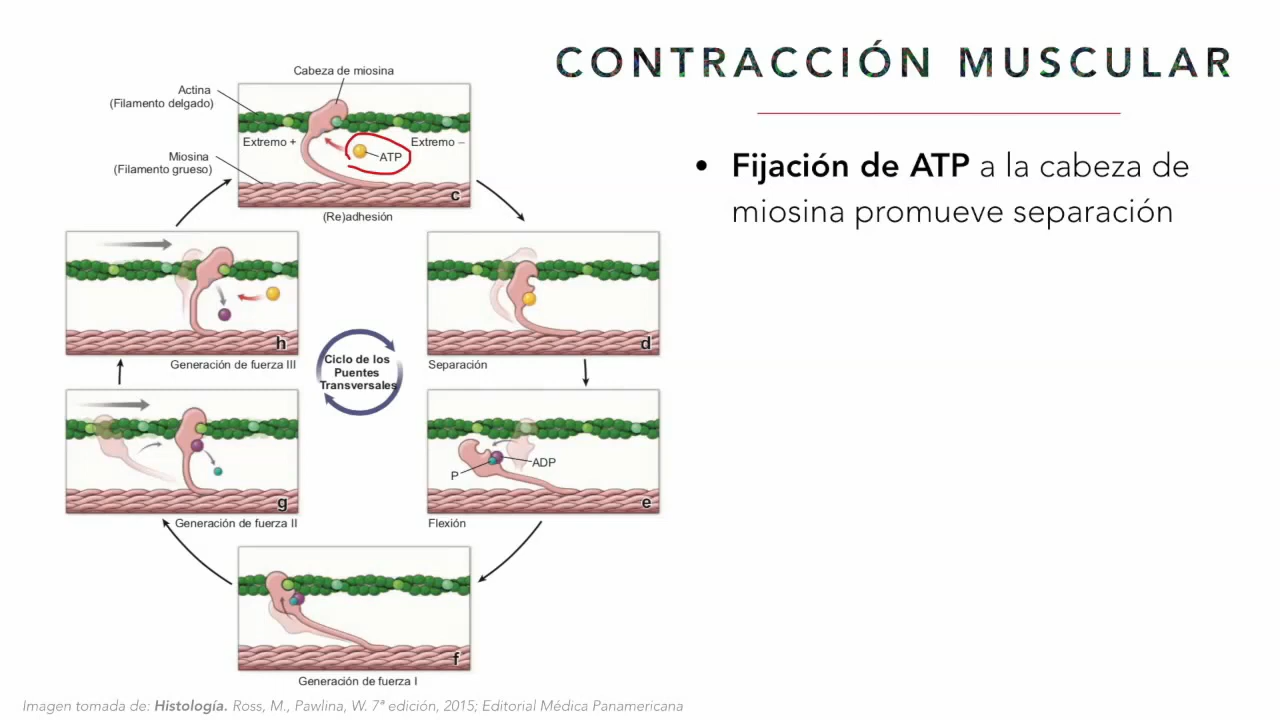 CONTRACCIÓN MUSCULAR
• Fijación de ATP a la cabeza de
miosina promueve separación
Cabeza de miosina
Actina
(Filamento delgado)
Extremo +
Extremo –
ATP
Miosina
(Filamento grueso)
c
(Re)adhesión
d
Separación
e
P
ADP
Flexión
f
Generación de fuerza I
g
Generación de fuerza II
h
Generación de fuerza III
Ciclo de los
Puentes
Transversales
Imagen tomada de: Histología. Ross, M., Pawlina, W. 7ª edición, 2015; Editorial Médica Panamericana